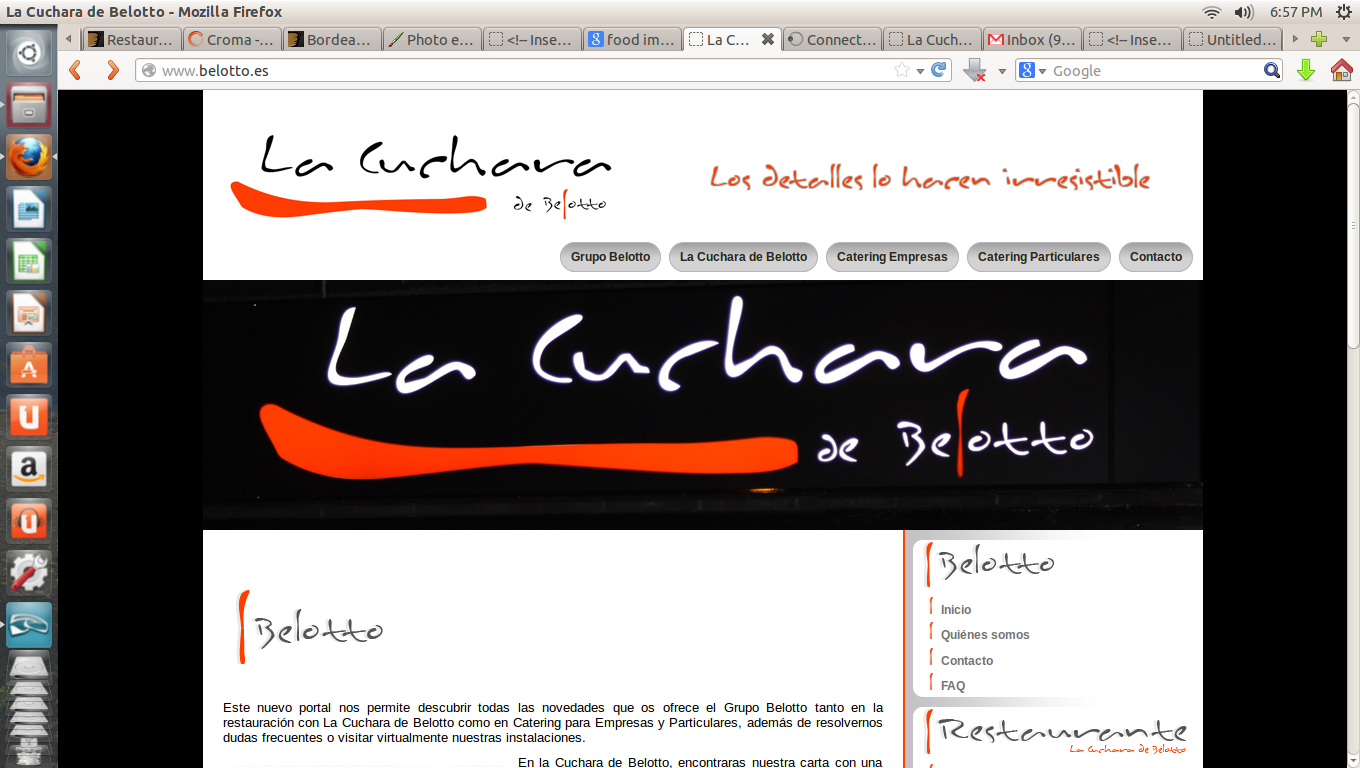 La Cuchara de Belotto - Mozilla Firefox
6:57 PM
Restaur...
Croma -...
Bordea...
Photo e...
<!-- Inse...
food im...
La C...
Connect...
La Cuch...
Inbox (9...
<!-- Inse...
Untitled...
www.belotto.es
Google
La Cuchara
de Belotto
Los detalles lo hacen irresistible
Grupo Belotto
La Cuchara de Belotto
Catering Empresas
Catering Particulares
Contacto
La Cuchara
de Belotto
Belotto
Belotto
Inicio
Quiénes somos
Contacto
FAQ
Restaurante
La Cuchara de Belotto
Este nuevo portal nos permite descubrir todas las novedades que os ofrece el Grupo Belotto tanto en la
restauración con La Cuchara de Belotto como en Catering para Empresas y Particulares, además de resolvernos
dudas frecuentes o visitar virtualmente nuestras instalaciones.
En la Cuchara de Belotto, encontraras nuestra carta con una